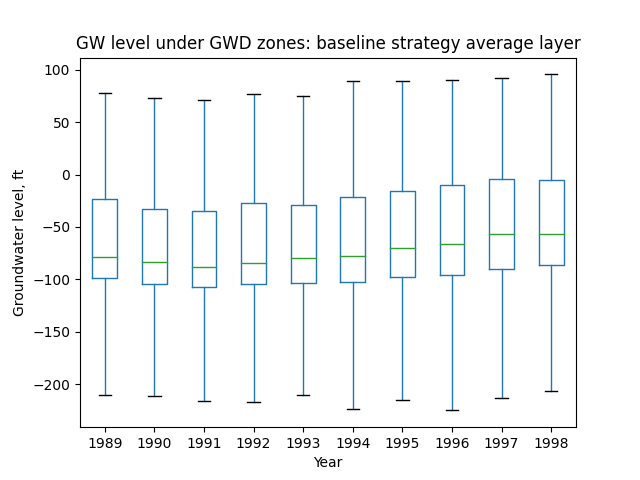 GW level under GWD zones: baseline strategy average layer
100
50
0
−50
−100
−150
−200
Groundwater level, ft
1989 1990 1991 1992 1993 1994 1995 1996 1997 1998
Year